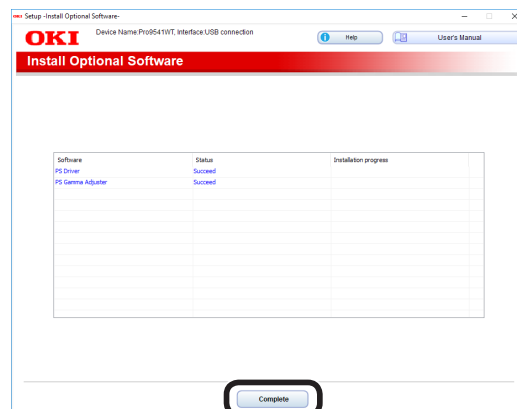 OKI Setup -Install Optional Software-
OKI Device Name:Pro9541WT, Interface:USB connection
Help User's Manual
Install Optional Software
Software Status Installation progress
PS Driver Succeed
PS Gamma Adjuster Succeed
Complete